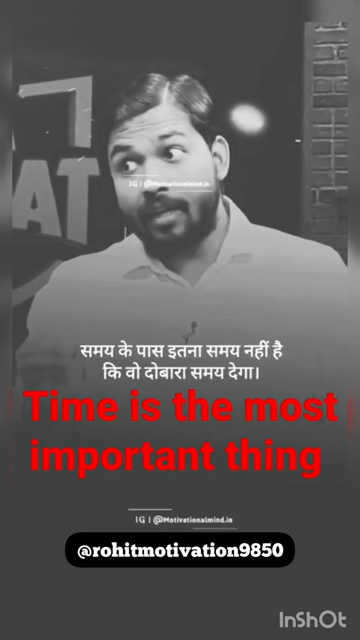 AT
IG | @Motivationalmind.in
समय के पास इतना समय नहीं है
कि वो दोबारा समय देगा।
Time is the most
important thing
IG | @Motivationalmind.in
@rohitmotivation9850
InShOt